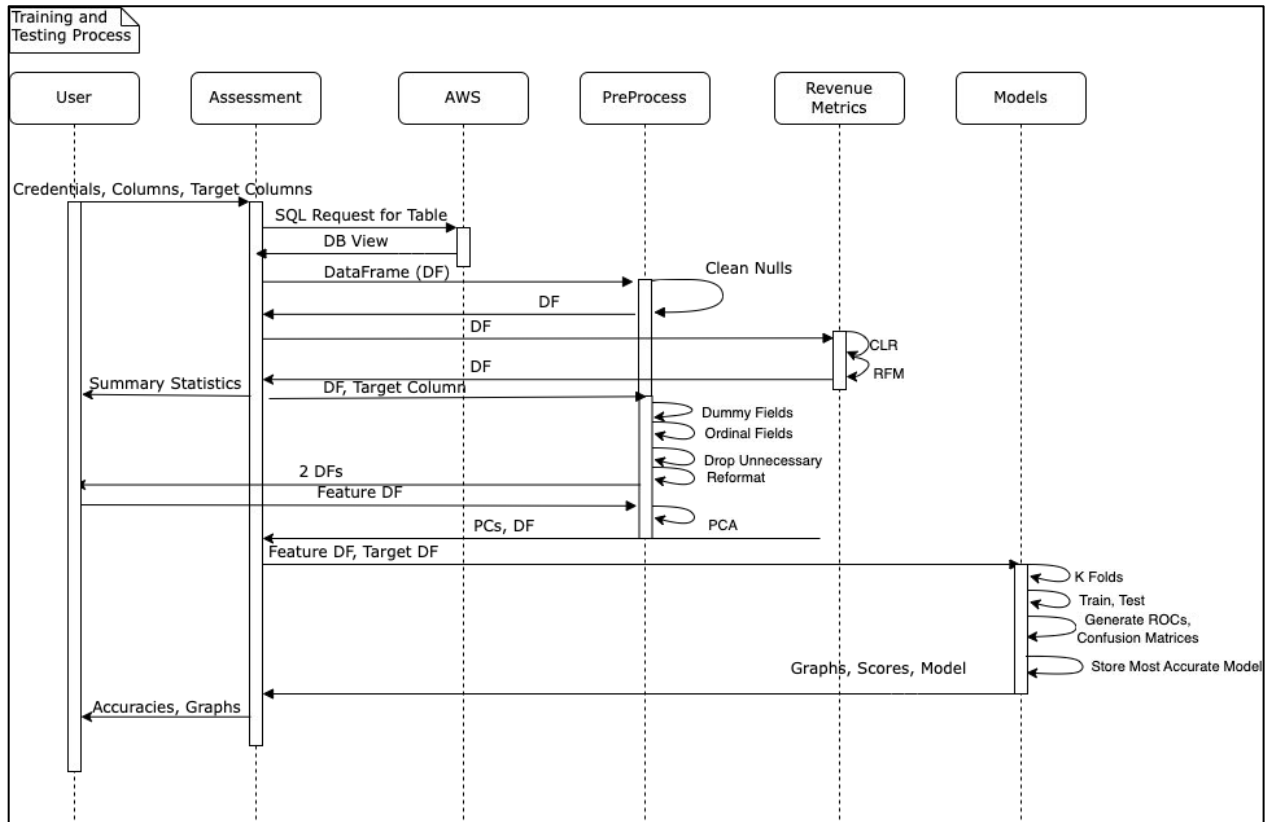 Training and
Testing Process
User
Assessment
AWS
PreProcess
Revenue
Metrics
Models
Credentials, Columns, Target Columns
SQL Request for Table
DB View
DataFrame (DF)
Clean Nulls
DF
DF
CLR
DF
RFM
Summary Statistics
DF, Target Column
Dummy Fields
Ordinal Fields
Drop Unnecessary
2 DFs
Reformat
Feature DF
PCs, DF
PCA
Feature DF, Target DF
K Folds
Train, Test
Generate ROCs,
Confusion Matrices
Graphs, Scores, Model
Store Most Accurate Model
Accuracies, Graphs